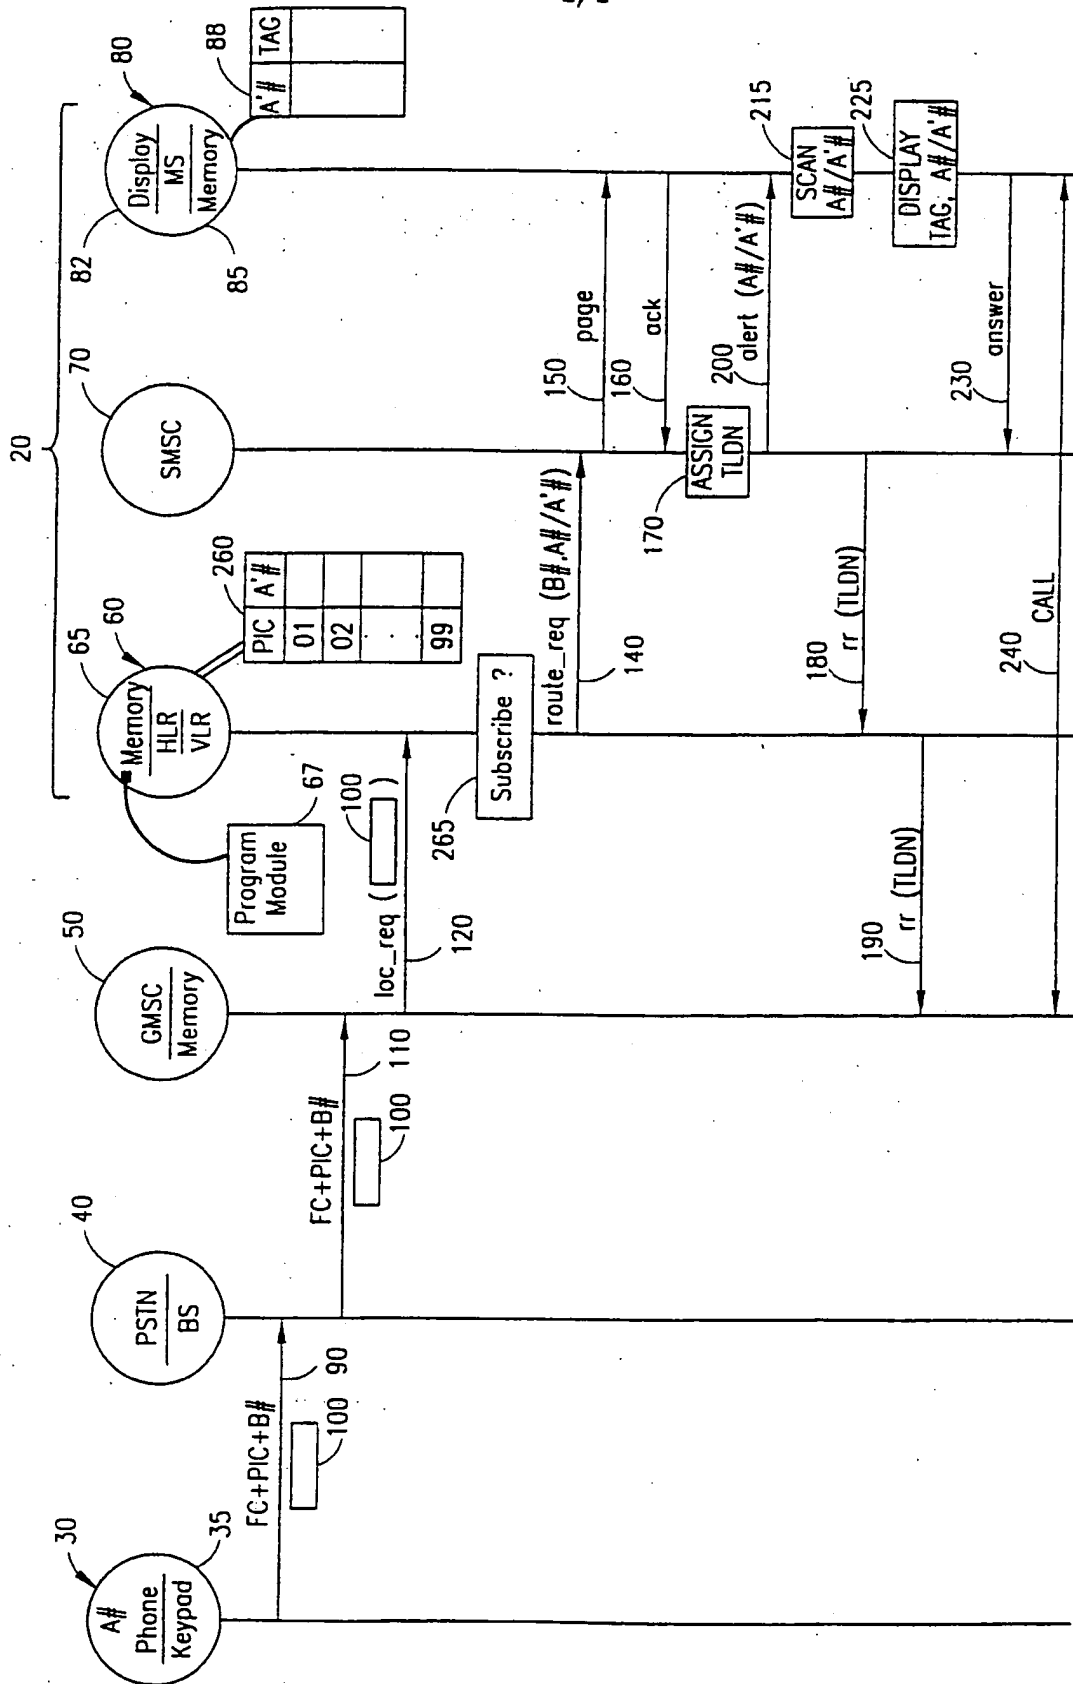 20
30
A#
Phone
Keypad
35
40
PSTN
BS
50
GMSC
Memory
65
60
Memory
HLR
VLR
70
SMSC
82
80
Display
MS
Memory
85
Program
Module
67
PIC A'#
01
02
99
260
A'# TAG
88
FC+PIC+B#
90
100
FC+PIC+B#
110
100
loc_req (
100
)
120
Subscribe ?
265
route_req (B#,A#/A'#)
140
150
page
160
ack
ASSIGN
TLDN
170
200
alert (A#/A'#)
SCAN
A#/A'#
215
180
rr (TLDN)
DISPLAY
TAG, A#/A'#
225
190
rr (TLDN)
230
answer
240
CALL